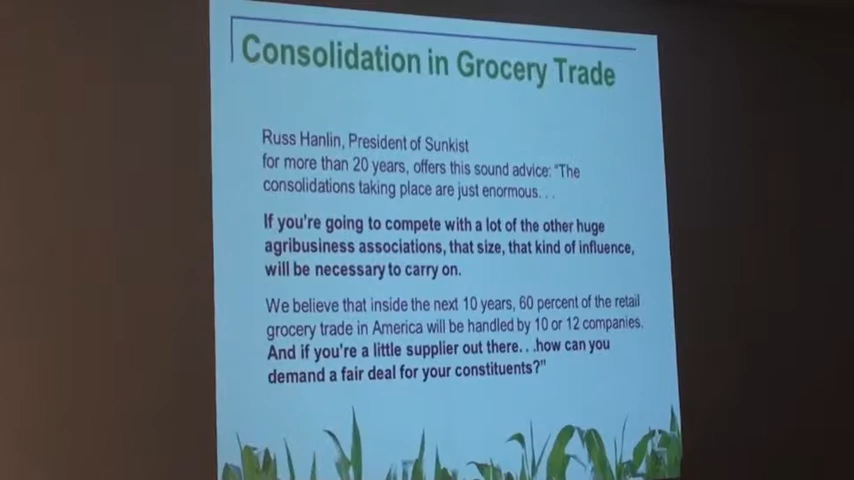 Consolidation in Grocery Trade
Russ Hanlin, President of Sunkist
for more than 20 years, offers this sound advice: "The
consolidations taking place are just enormous. . .
If you're going to compete with a lot of the other huge
agribusiness associations, that size, that kind of influence,
will be necessary to carry on.
We believe that inside the next 10 years, 60 percent of the retail
grocery trade in America will be handled by 10 or 12 companies.
And if you're a little supplier out there. . .how can you
demand a fair deal for your constituents?"